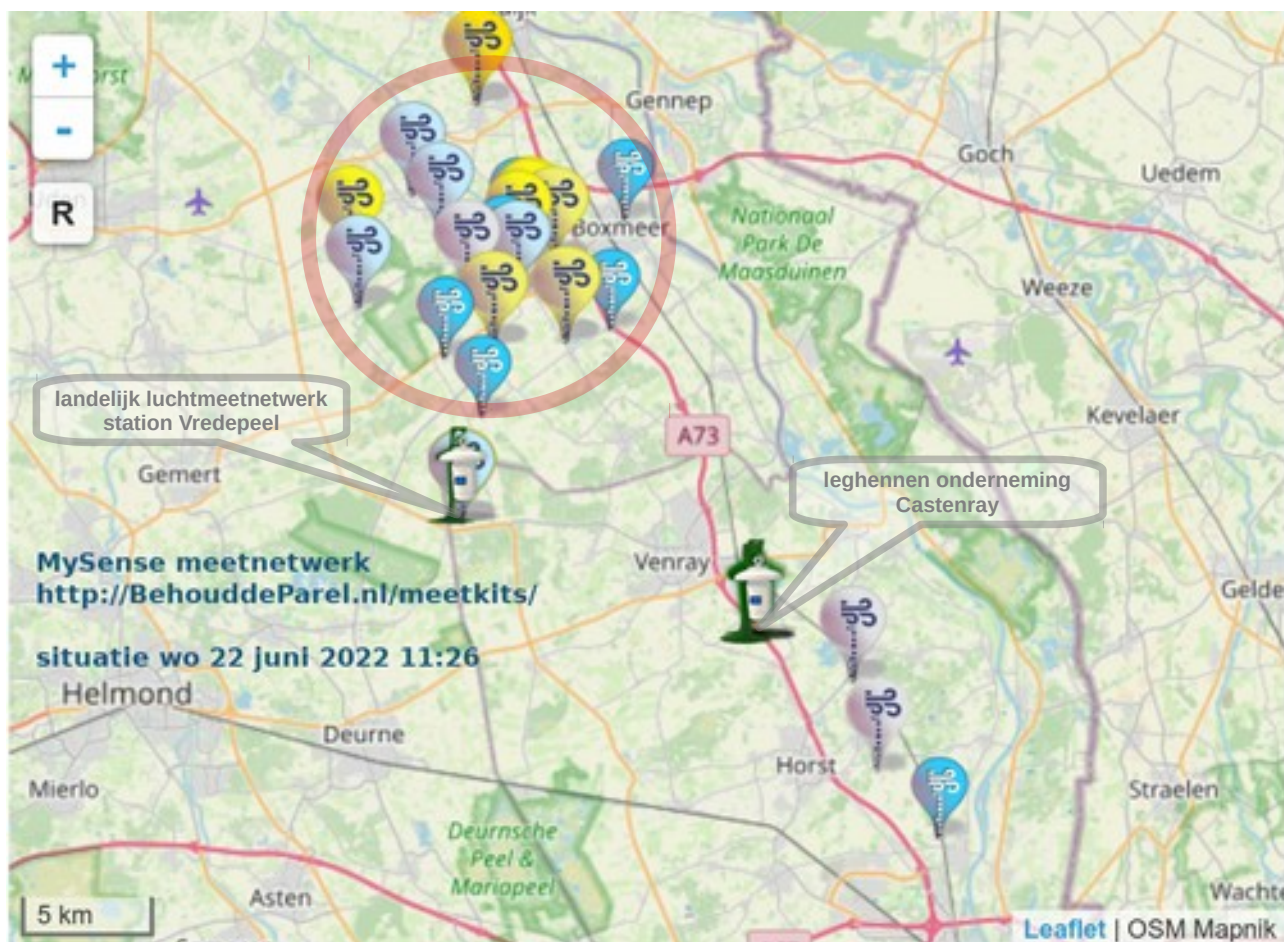 +
-
R
Gennep
Goch
Uedem
Nationaal
Park De
Maasduinen
Boxmeer
Weeze
Kevelaer
landelijk luchtmeetnetwerk
station Vredepeel
A73
Gemert
leghennen onderneming
Castenray
MySense meetnetwerk
http://BehouddeParel.nl/meetkits/
Venray
Gelde
situatie wo 22 juni 2022 11:26
Helmond
Deurne
Horst
Mierlo
Straelen
Deurnsche
Peel &
Mariapeel
Asten
Wachte
5 km
Leaflet | OSM Mapnik